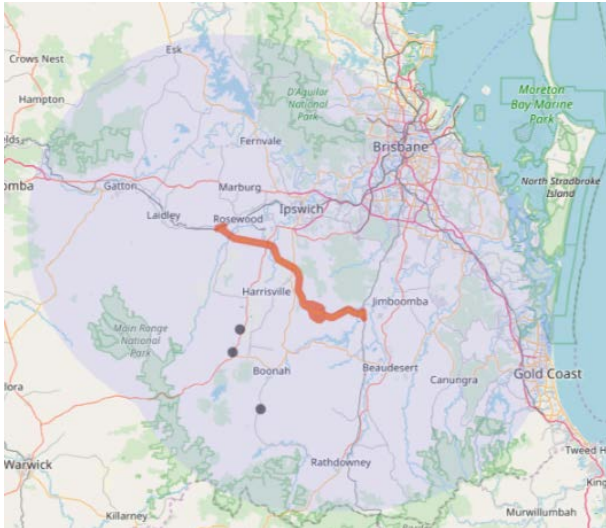 Crows Nest
Esk
Hampton
D'Aguilar
National
Park
Moreton
Bay Marine
Park
Fernvale
Brisbane
Gatton
Marburg
North Stradbroke
Island
Laidley
Rosewood
Ipswich
Harrisville
Jimboomba
Main Range
National
Park
Boonah
Beaudesert
Canungra
Gold Coast
Warwick
Rathdowney
Tweed H
King
Killarney
Murwillumbah